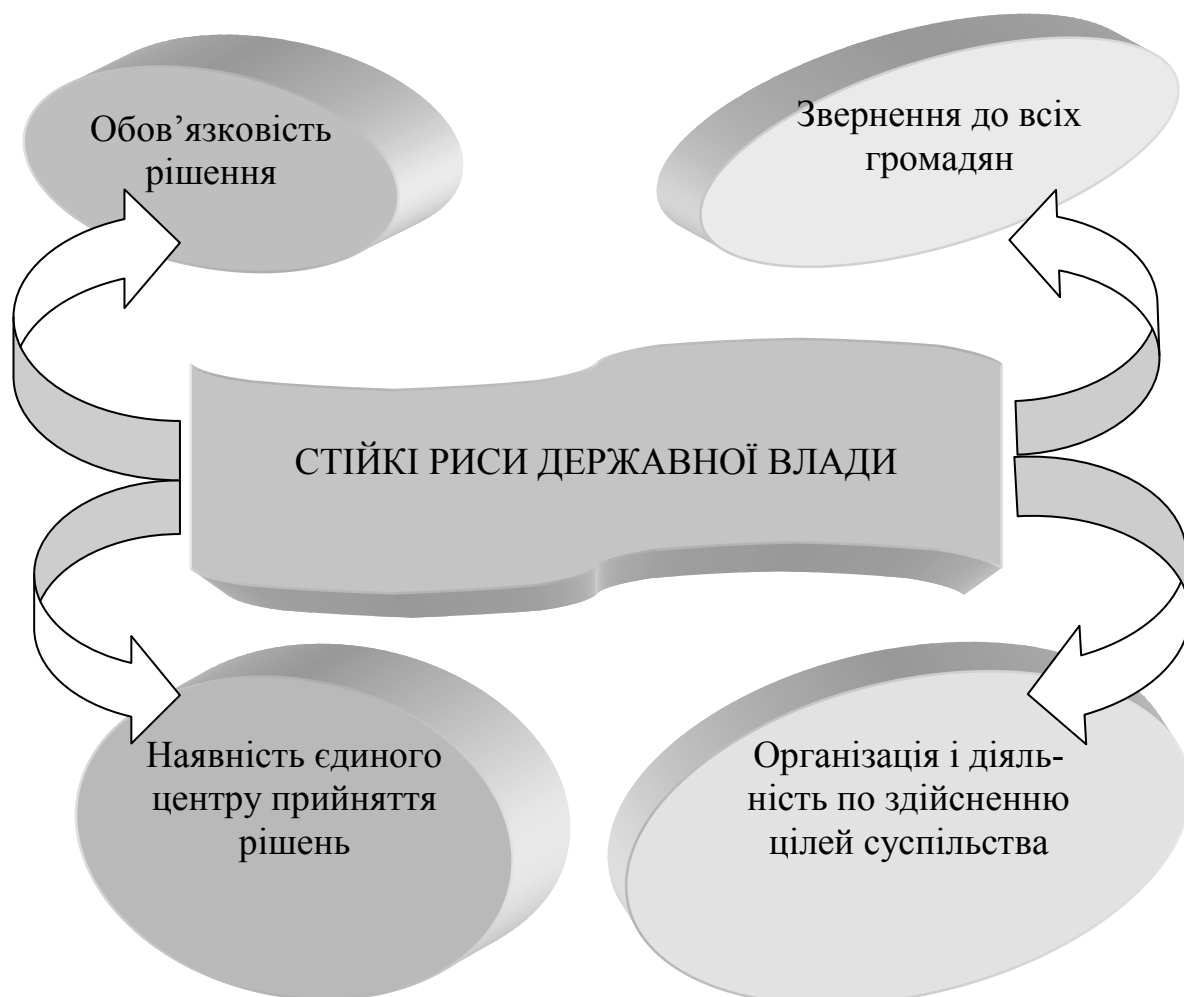 Обов’язковість
рішення
Звернення до всіх
громадян
СТІЙКІ РИСИ ДЕРЖАВНОЇ ВЛАДИ
Наявність єдиного
центру прийняття
рішень
Організація і діяль-
ність по здійсненню
цілей суспільства